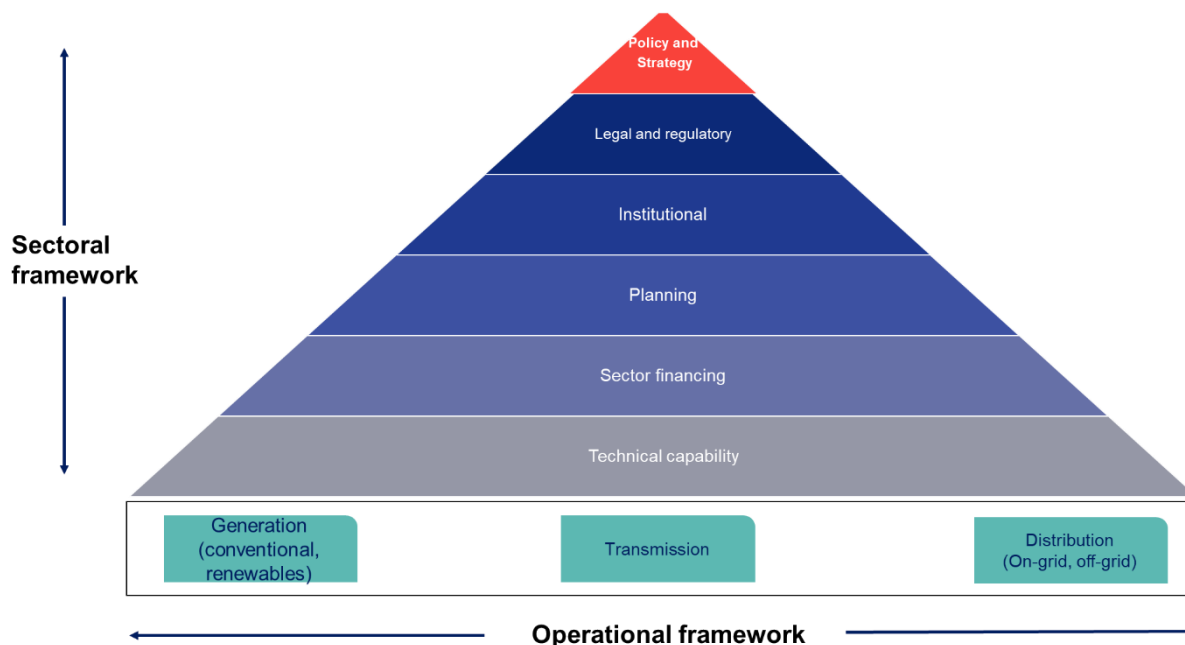 Policy and
Strategy
Legal and regulatory
Institutional
Sectoral
framework
Planning
Sector financing
Technical capability
Generation
(conventional,
renewables)
Transmission
Distribution
(On-grid, off-grid)
Operational framework